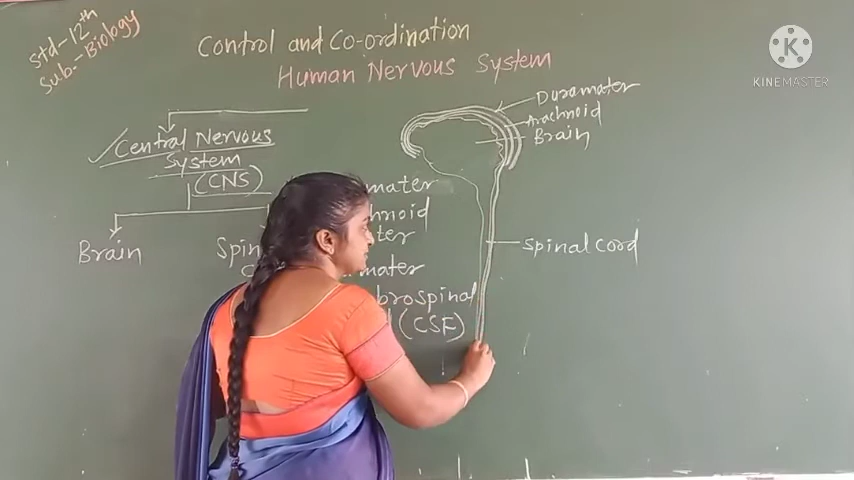 Std-12th
Sub.-Biology
Control and Co-ordination
Human Nervous System
Central Nervous
System
(CNS)
Brain
Duramater
Arachnoid
Brain
Spinal cord
(CSF)
K
KINEMASTER